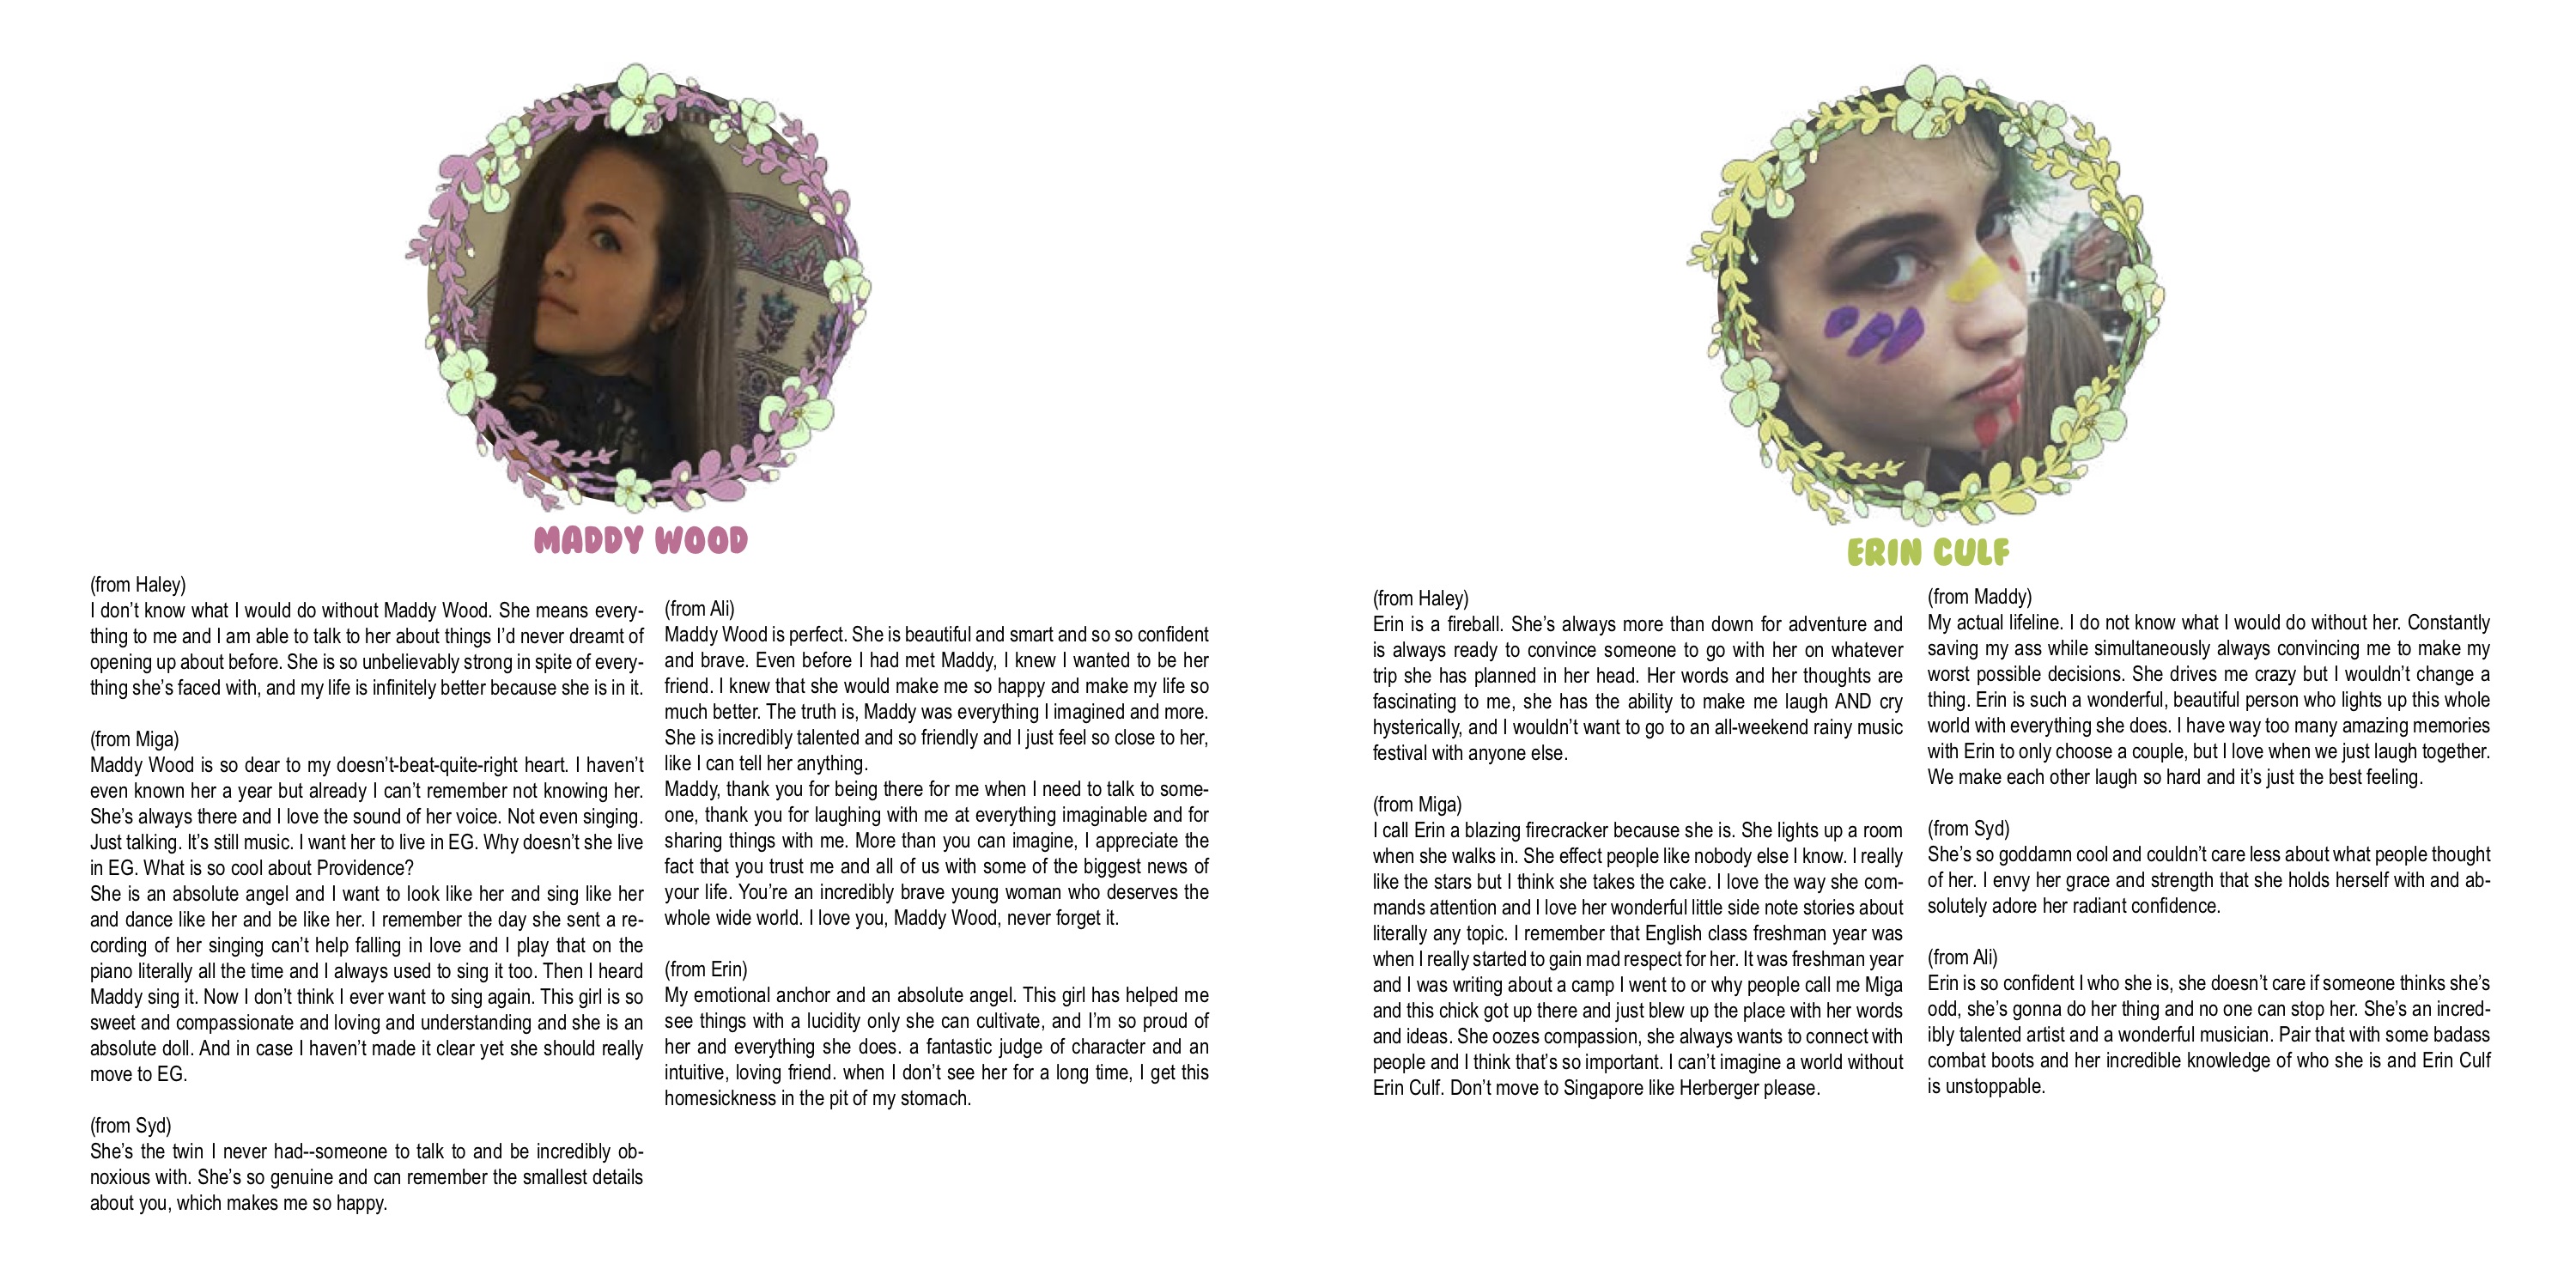 MADDY WOOD
(from Haley)
I don't know what I would do without Maddy Wood. She means every-
thing to me and I am able to talk to her about things I'd never dreamt of
opening up about before. She is so unbelievably strong in spite of every-
thing she's faced with, and my life is infinitely better because she is in it.
(from Miga)
Maddy Wood is so dear to my doesn't-beat-quite-right heart. I haven't
even known her a year but already I can't remember not knowing her.
She's always there and I love the sound of her voice. Not even singing.
Just talking. It's still music. I want her to live in EG. Why doesn't she live
in EG. What is so cool about Providence?
She is an absolute angel and I want to look like her and sing like her
and dance like her and be like her. I remember the day she sent a re-
cording of her singing can't help falling in love and I play that on the
piano literally all the time and I always used to sing it too. Then I heard
Maddy sing it. Now I don't think I ever want to sing again. This girl is so
sweet and compassionate and loving and understanding and she is an
absolute doll. And in case I haven't made it clear yet she should really
move to EG.
(from Syd)
She's the twin I never had--someone to talk to and be incredibly ob-
noxious with. She's so genuine and can remember the smallest details
about you, which makes me so happy.
(from Ali)
Maddy Wood is perfect. She is beautiful and smart and so so confident
and brave. Even before I had met Maddy, I knew I wanted to be her
friend. I knew that she would make me so happy and make my life so
much better. The truth is, Maddy was everything I imagined and more.
She is incredibly talented and so friendly and I just feel so close to her,
like I can tell her anything.
Maddy, thank you for being there for me when I need to talk to some-
one, thank you for laughing with me at everything imaginable and for
sharing things with me. More than you can imagine, I appreciate the
fact that you trust me and all of us with some of the biggest news of
your life. You're an incredibly brave young woman who deserves the
whole wide world. I love you, Maddy Wood, never forget it.
(from Erin)
My emotional anchor and an absolute angel. This girl has helped me
see things with a lucidity only she can cultivate, and I'm so proud of
her and everything she does. a fantastic judge of character and an
intuitive, loving friend. when I don't see her for a long time, I get this
homesickness in the pit of my stomach.
ERIN CULF
(from Haley)
Erin is a fireball. She's always more than down for adventure and
is always ready to convince someone to go with her on whatever
trip she has planned in her head. Her words and her thoughts are
fascinating to me, she has the ability to make me laugh AND cry
hysterically, and I wouldn't want to go to an all-weekend rainy music
festival with anyone else.
(from Miga)
I call Erin a blazing firecracker because she is. She lights up a room
when she walks in. She effect people like nobody else I know. I really
like the stars but I think she takes the cake. I love the way she com-
mands attention and I love her wonderful little side note stories about
literally any topic. I remember that English class freshman year was
when I really started to gain mad respect for her. It was freshman year
and I was writing about a camp I went to or why people call me Miga
and this chick got up there and just blew up the place with her words
and ideas. She oozes compassion, she always wants to connect with
people and I think that's so important. I can't imagine a world without
Erin Culf. Don't move to Singapore like Herberger please.
(from Maddy)
My actual lifeline. I do not know what I would do without her. Constantly
saving my ass while simultaneously always convincing me to make my
worst possible decisions. She drives me crazy but I wouldn't change a
thing. Erin is such a wonderful, beautiful person who lights up this whole
world with everything she does. I have way too many amazing memories
with Erin to only choose a couple, but I love when we just laugh together.
We make each other laugh so hard and it's just the best feeling.
(from Syd)
She's so goddamn cool and couldn't care less about what people thought
of her. I envy her grace and strength that she holds herself with and ab-
solutely adore her radiant confidence.
(from Ali)
Erin is so confident I who she is, she doesn't care if someone thinks she's
odd, she's gonna do her thing and no one can stop her. She's an incred-
ibly talented artist and a wonderful musician. Pair that with some badass
combat boots and her incredible knowledge of who she is and Erin Culf
is unstoppable.